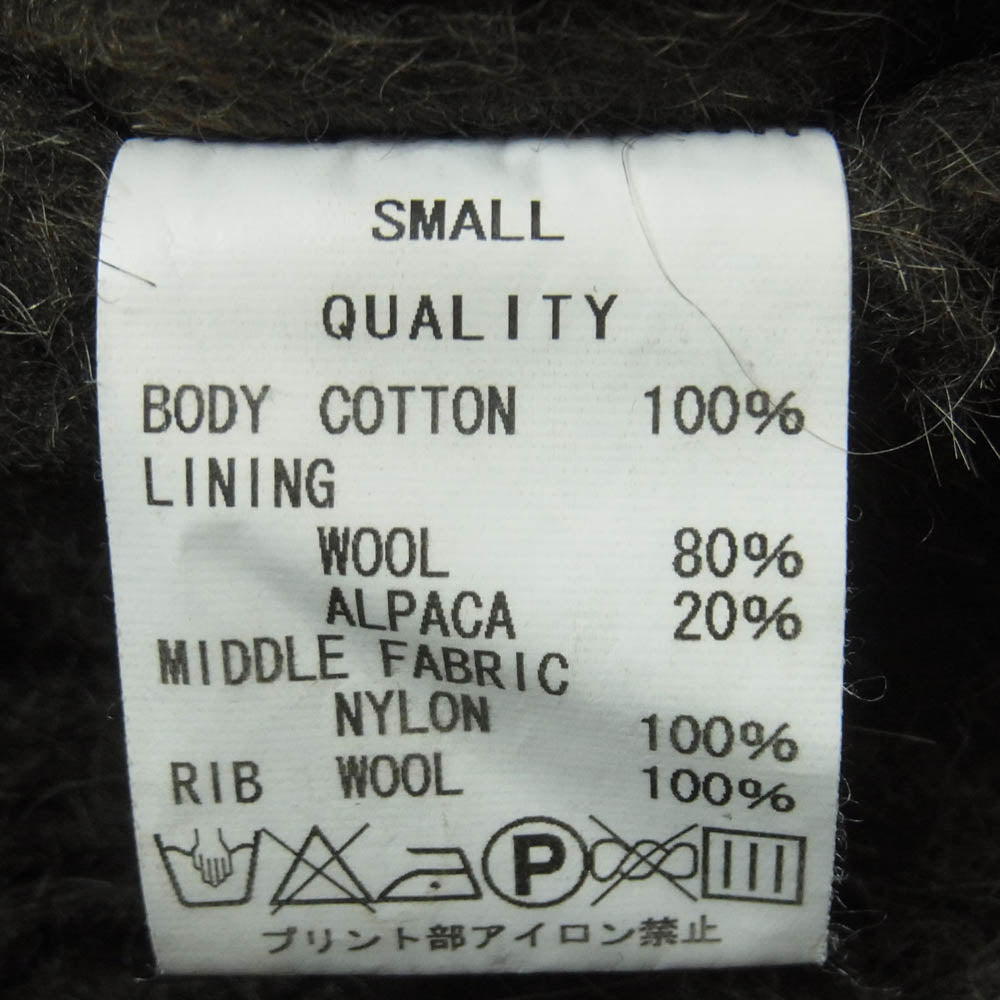 SMALL
QUALITY
BODY COTTON 100%
LINING
WOOL 80%
ALPACA 20%
MIDDLE FABRIC
NYLON 100%
RIB WOOL 100%
P
プリント部アイロン禁止